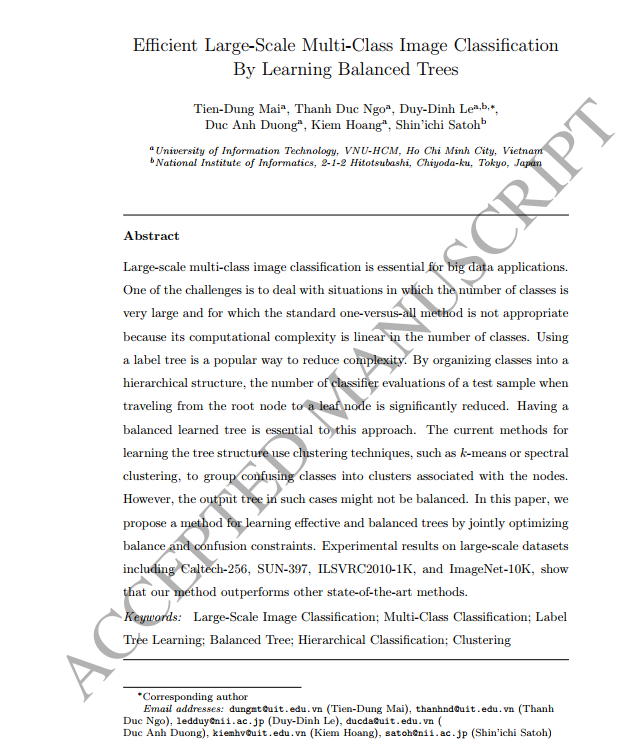 Efficient Large-Scale Multi-Class Image Classification
By Learning Balanced Trees
Tien-Dung Maiᵃ, Thanh Duc Ngoᵃ, Duy-Dinh Leᵃ,ᵇ,*,
Duc Anh Duongᵃ, Kiem Hoangᵃ, Shin'ichi Satohᵇ
ᵃUniversity of Information Technology, VNU-HCM, Ho Chi Minh City, Vietnam
ᵇNational Institute of Informatics, 2-1-2 Hitotsubashi, Chiyoda-ku, Tokyo, Japan
Abstract
Large-scale multi-class image classification is essential for big data applications.
One of the challenges is to deal with situations in which the number of classes is
very large and for which the standard one-versus-all method is not appropriate
because its computational complexity is linear in the number of classes. Using
a label tree is a popular way to reduce complexity. By organizing classes into a
hierarchical structure, the number of classifier evaluations of a test sample when
traveling from the root node to a leaf node is significantly reduced. Having a
balanced learned tree is essential to this approach. The current methods for
learning the tree structure use clustering techniques, such as k-means or spectral
clustering, to group confusing classes into clusters associated with the nodes.
However, the output tree in such cases might not be balanced. In this paper, we
propose a method for learning effective and balanced trees by jointly optimizing
balance and confusion constraints. Experimental results on large-scale datasets
including Caltech-256, SUN-397, ILSVRC2010-1K, and ImageNet-10K, show
that our method outperforms other state-of-the-art methods.
Keywords: Large-Scale Image Classification; Multi-Class Classification; Label
Tree Learning; Balanced Tree; Hierarchical Classification; Clustering
*Corresponding author
Email addresses: dungmt@uit.edu.vn (Tien-Dung Mai), thanhnd@uit.edu.vn (Thanh
Duc Ngo), ledduy@nii.ac.jp (Duy-Dinh Le), ducda@uit.edu.vn (
Duc Anh Duong), kiemhv@uit.edu.vn (Kiem Hoang), satoh@nii.ac.jp (Shin'ichi Satoh)
ACCEPTED MANUSCRIPT